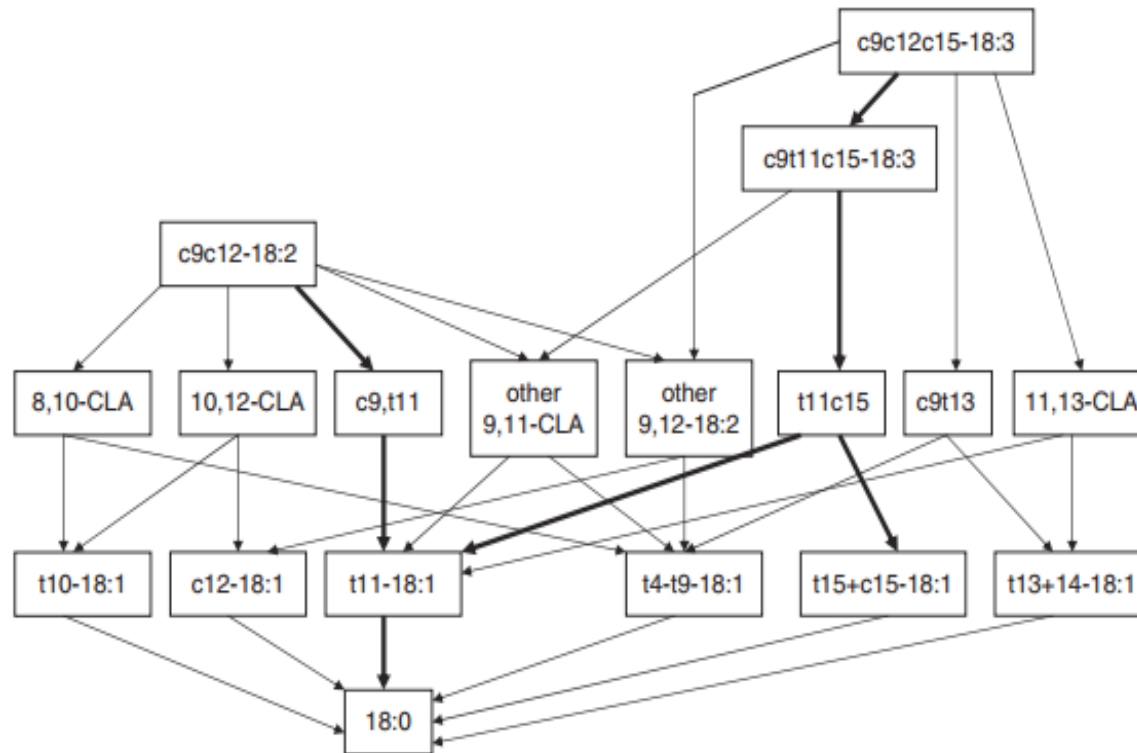 c9c12c15-18:3
c9t11c15-18:3
c9c12-18:2
8,10-CLA
10,12-CLA
c9,t11
other
9,11-CLA
other
9,12-18:2
t11c15
c9t13
11,13-CLA
t10-18:1
c12-18:1
t11-18:1
t4-t9-18:1
t15+c15-18:1
t13+14-18:1
18:0